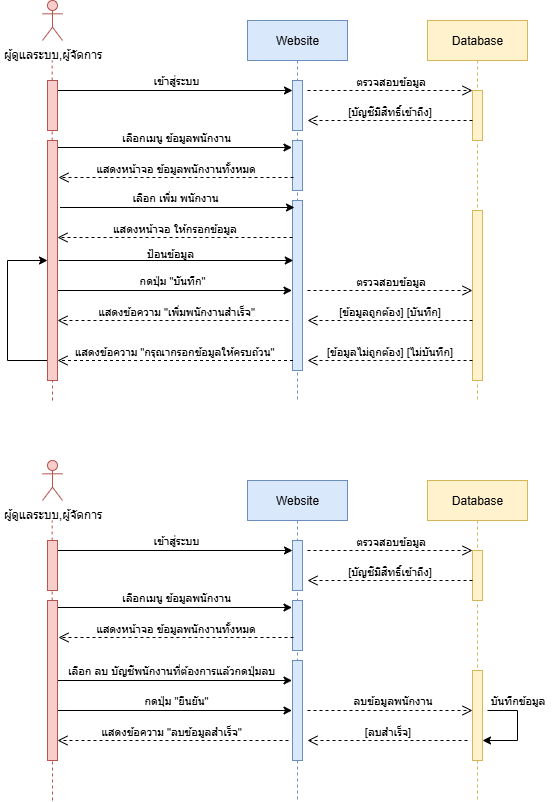 ผู้ดูแลระบบ,ผู้จัดการ
Website
Database
เข้าสู่ระบบ
ตรวจสอบข้อมูล
[บัญชีมีสิทธิ์เข้าถึง]
เลือกเมนู ข้อมูลพนักงาน
แสดงหน้าจอ ข้อมูลพนักงานทั้งหมด
เลือก เพิ่ม พนักงาน
แสดงหน้าจอ ให้กรอกข้อมูล
ป้อนข้อมูล
กดปุ่ม "บันทึก"
ตรวจสอบข้อมูล
แสดงข้อความ "เพิ่มพนักงานสำเร็จ"
[ข้อมูลถูกต้อง] [บันทึก]
แสดงข้อความ "กรุณากรอกข้อมูลให้ครบถ้วน"
[ข้อมูลไม่ถูกต้อง] [ไม่บันทึก]
ผู้ดูแลระบบ,ผู้จัดการ
Website
Database
เข้าสู่ระบบ
ตรวจสอบข้อมูล
[บัญชีมีสิทธิ์เข้าถึง]
เลือกเมนู ข้อมูลพนักงาน
แสดงหน้าจอ ข้อมูลพนักงานทั้งหมด
เลือก ลบ บัญชีพนักงานที่ต้องการแล้วกดปุ่มลบ
กดปุ่ม "ยืนยัน"
ลบข้อมูลพนักงาน
บันทึกข้อมูล
แสดงข้อความ "ลบข้อมูลสำเร็จ"
[ลบสำเร็จ]